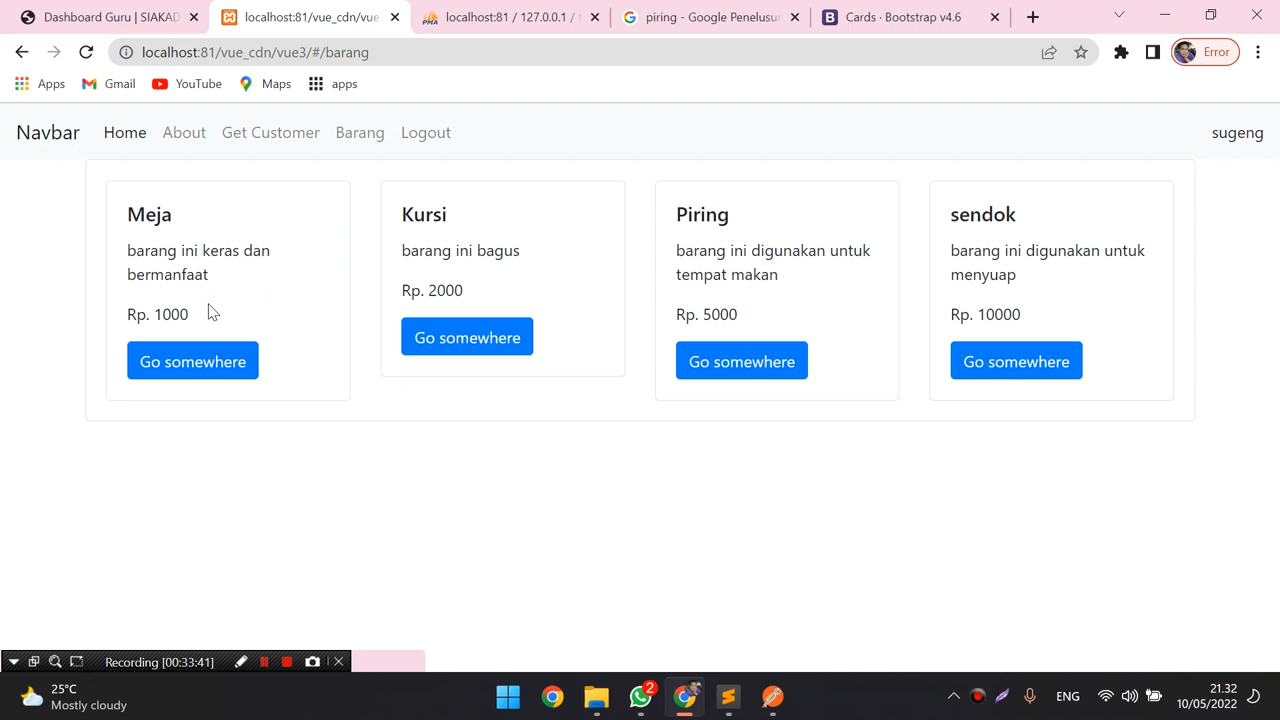 Dashboard Guru | SIAKAD
localhost:81/vue_cdn/vue
localhost:81 / 127.0.0.1 /
piring - Google Penelusu
Cards · Bootstrap v4.6
localhost:81/vue_cdn/vue3/#/barang
Error
Apps
Gmail
YouTube
Maps
apps
Navbar
Home
About
Get Customer
Barang
Logout
sugeng
Meja
barang ini keras dan
bermanfaat
Rp. 1000
Go somewhere
Kursi
barang ini bagus
Rp. 2000
Go somewhere
Piring
barang ini digunakan untuk
tempat makan
Rp. 5000
Go somewhere
sendok
barang ini digunakan untuk
menyuap
Rp. 10000
Go somewhere
Recording [00:33:41]
25°C
Mostly cloudy
2
ENG
21.32
10/05/2022